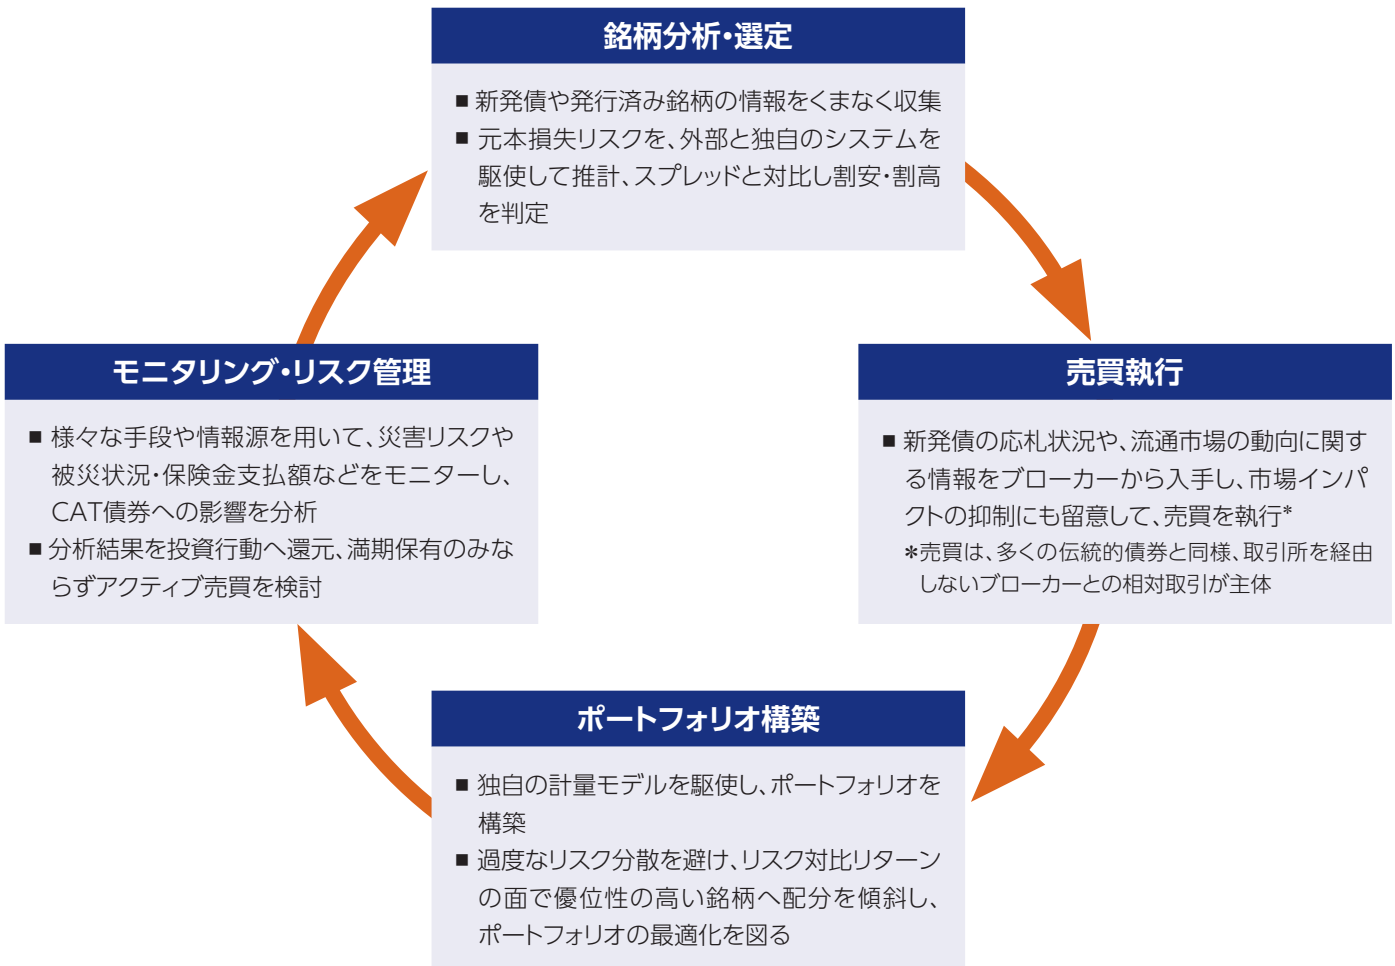 銘柄分析・選定
■ 新発債や発行済み銘柄の情報をくまなく収集
■ 元本損失リスクを、外部と独自のシステムを
駆使して推計、スプレッドと対比し割安・割高
を判定
モニタリング・リスク管理
■ 様々な手段や情報源を用いて、災害リスクや
被災状況・保険金支払額などをモニターし、
CAT債券への影響を分析
■ 分析結果を投資行動へ還元、満期保有のみな
らずアクティブ売買を検討
売買執行
■ 新発債の応札状況や、流通市場の動向に関す
る情報をブローカーから入手し、市場インパ
クトの抑制にも留意して、売買を執行*
*売買は、多くの伝統的債券と同様、取引所を経由
しないブローカーとの相対取引が主体
ポートフォリオ構築
■ 独自の計量モデルを駆使し、ポートフォリオを
構築
■ 過度なリスク分散を避け、リスク対比リターン
の面で優位性の高い銘柄へ配分を傾斜し、
ポートフォリオの最適化を図る